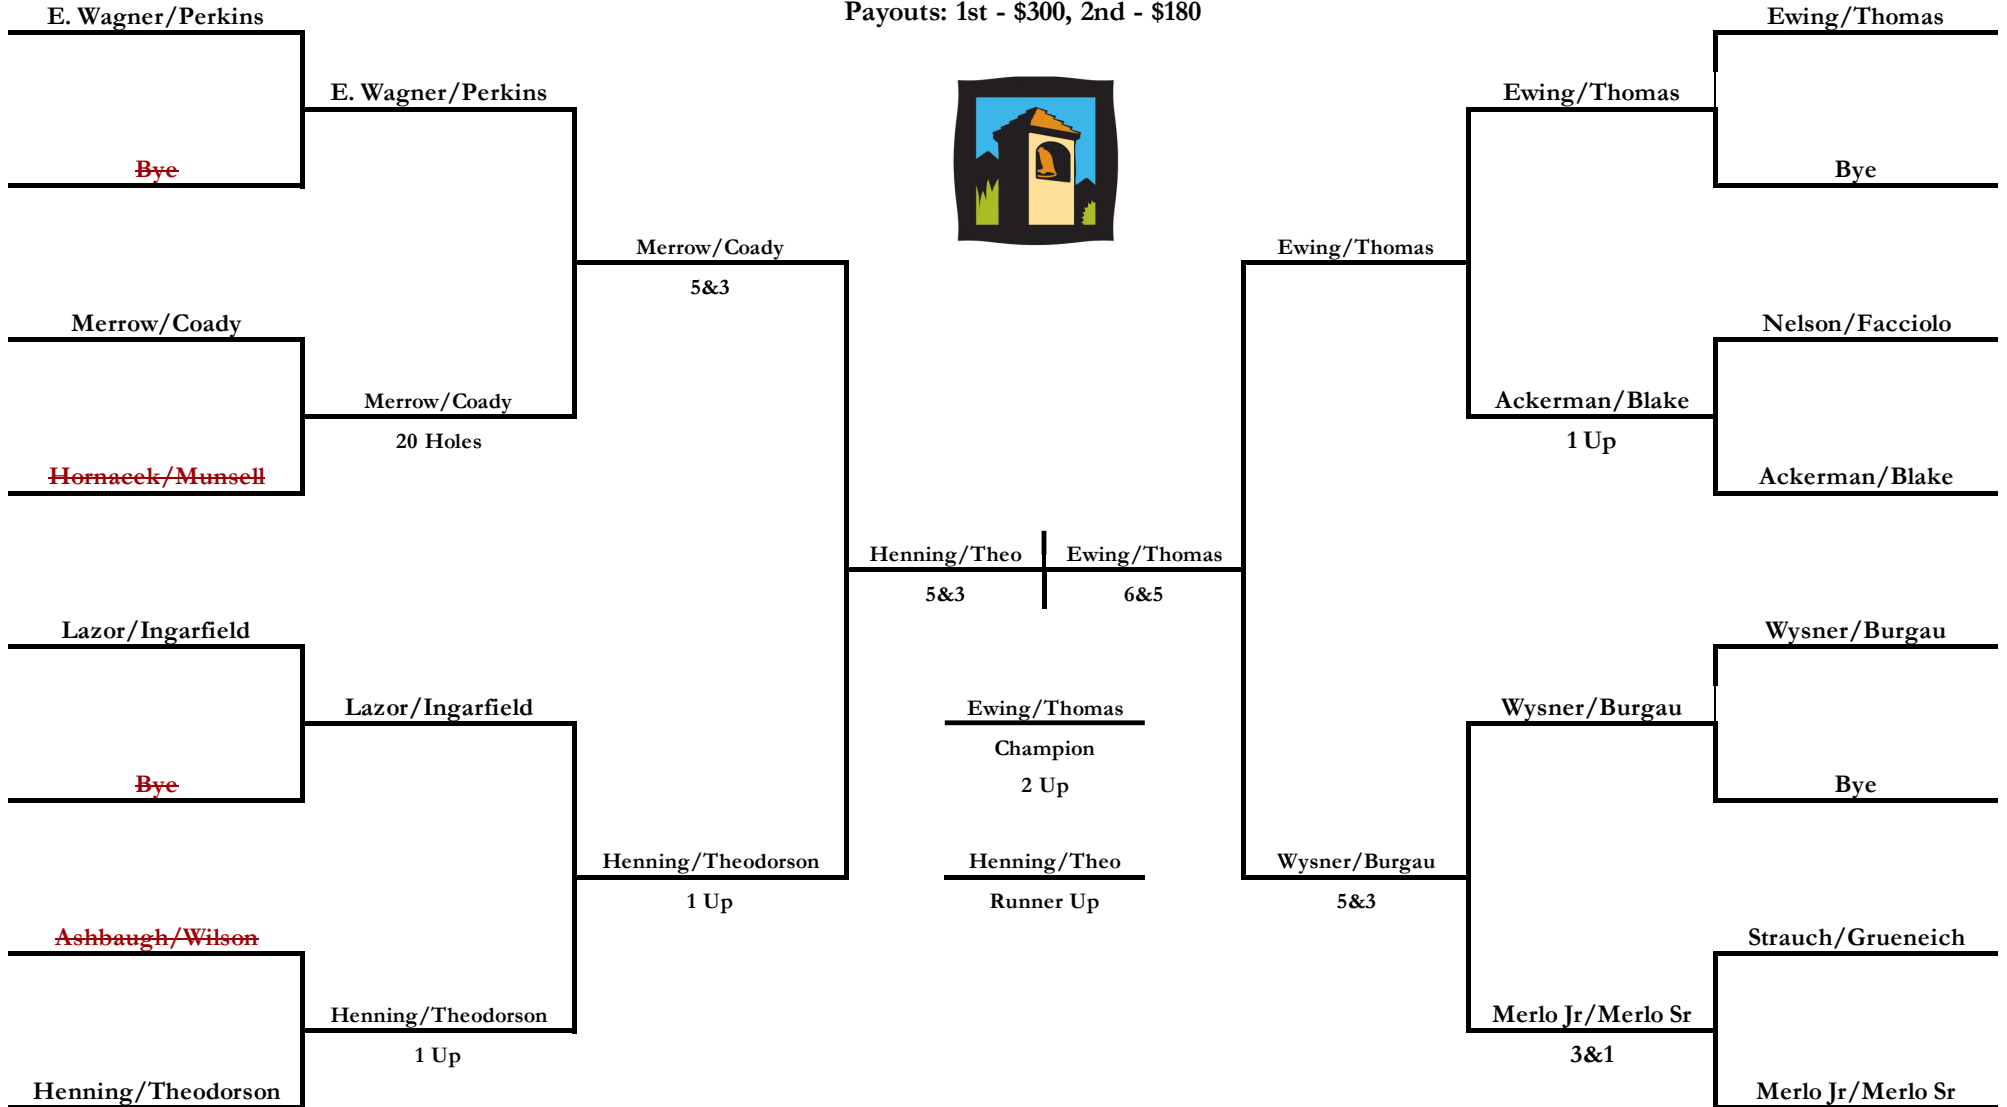 Payouts: 1st - $300, 2nd - $180
E. Wagner/Perkins
Ewing/Thomas
E. Wagner/Perkins
Ewing/Thomas
Bye
Bye
Merrow/Coady
Ewing/Thomas
5&3
Merrow/Coady
Nelson/Facciolo
Merrow/Coady
Ackerman/Blake
20 Holes
1 Up
Hornacek/Munsell
Ackerman/Blake
Henning/Theo
Ewing/Thomas
5&3
6&5
Lazor/Ingarfield
Wysner/Burgau
Lazor/Ingarfield
Ewing/Thomas
Wysner/Burgau
Champion
2 Up
Bye
Bye
Henning/Theodorson
Henning/Theo
Wysner/Burgau
1 Up
Runner Up
5&3
Ashbaugh/Wilson
Strauch/Grueneich
Henning/Theodorson
Merlo Jr/Merlo Sr
1 Up
3&1
Henning/Theodorson
Merlo Jr/Merlo Sr